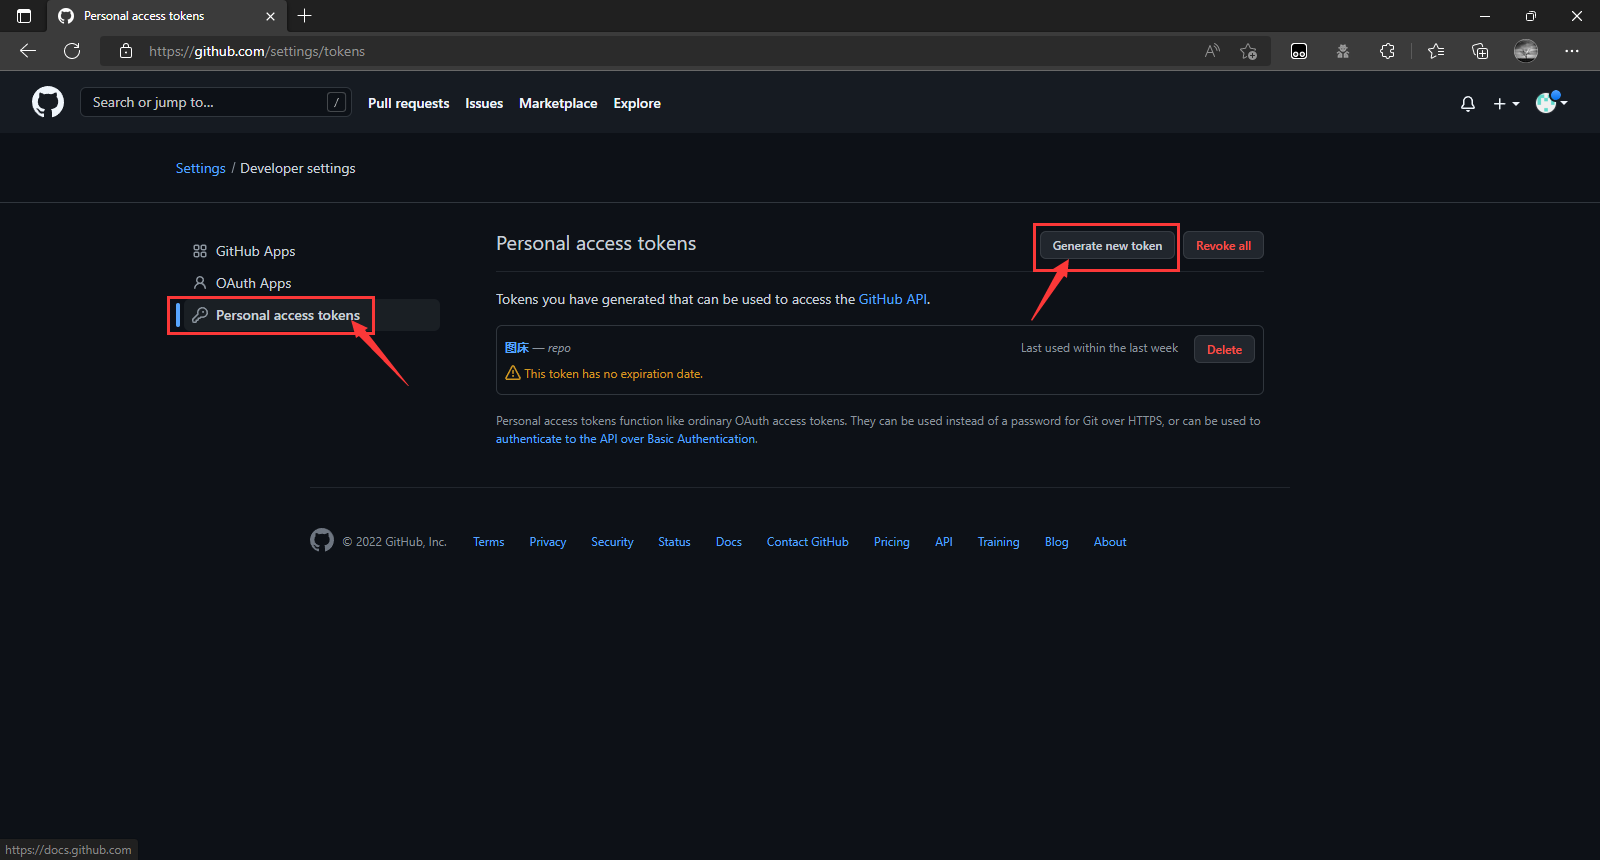 Personal access tokens
https://github.com/settings/tokens
Search or jump to... /
Pull requests Issues Marketplace Explore
Settings / Developer settings
GitHub Apps
OAuth Apps
Personal access tokens
Personal access tokens
Generate new token
Revoke all
Tokens you have generated that can be used to access the GitHub API.
图床 — repo
Last used within the last week
Delete
This token has no expiration date.
Personal access tokens function like ordinary OAuth access tokens. They can be used instead of a password for Git over HTTPS, or can be used to
authenticate to the API over Basic Authentication.
© 2022 GitHub, Inc. Terms Privacy Security Status Docs Contact GitHub Pricing API Training Blog About
https://docs.github.com